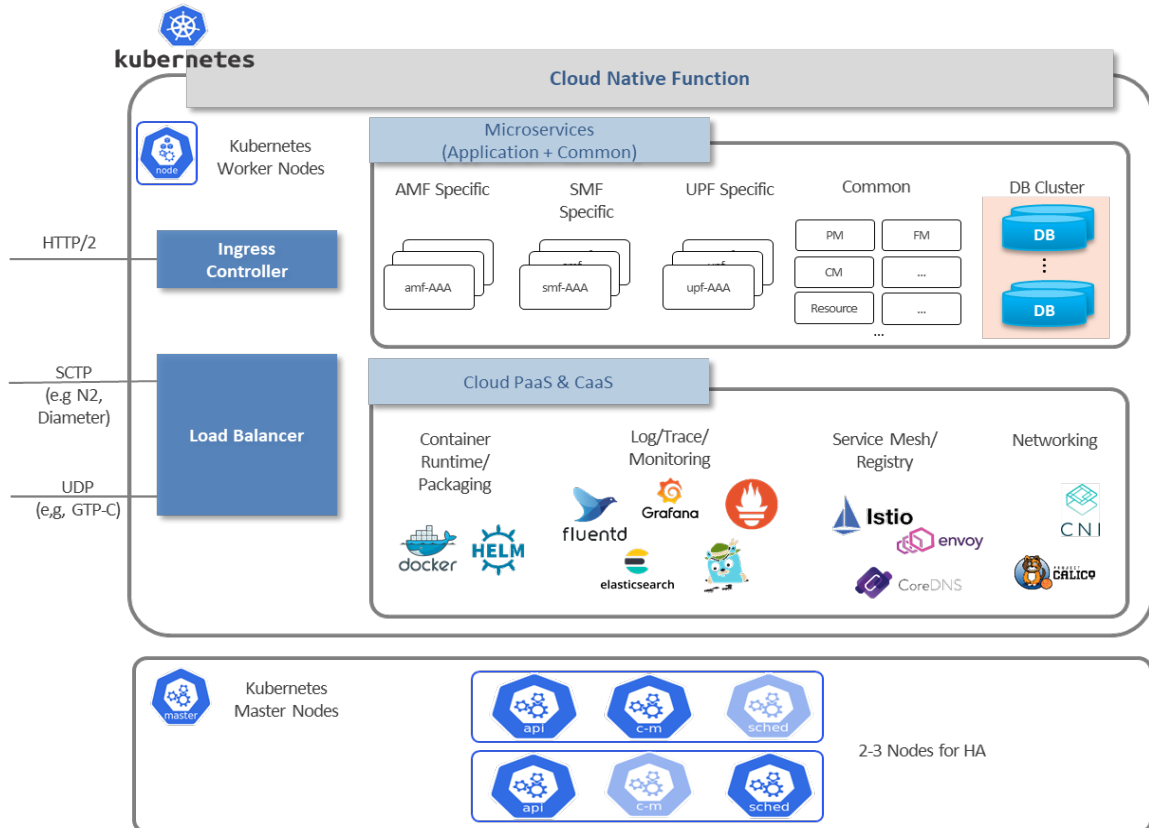 kubernetes
Cloud Native Function
node
Kubernetes
Worker Nodes
Microservices
(Application + Common)
AMF Specific
SMF
Specific
UPF Specific
Common
DB Cluster
HTTP/2
Ingress
Controller
amf-AAA
smf-AAA
upf-AAA
PM
FM
CM
...
Resource
...
...
DB
DB
SCTP
(e.g N2,
Diameter)
Load Balancer
UDP
(e,g, GTP-C)
Cloud PaaS & CaaS
Container
Runtime/
Packaging
Log/Trace/
Monitoring
Service Mesh/
Registry
Networking
docker
HELM
fluentd
Grafana
elasticsearch
Istio
envoy
CoreDNS
CNI
PROJECT
CALICO
master
Kubernetes
Master Nodes
api
c-m
sched
api
c-m
sched
2-3 Nodes for HA